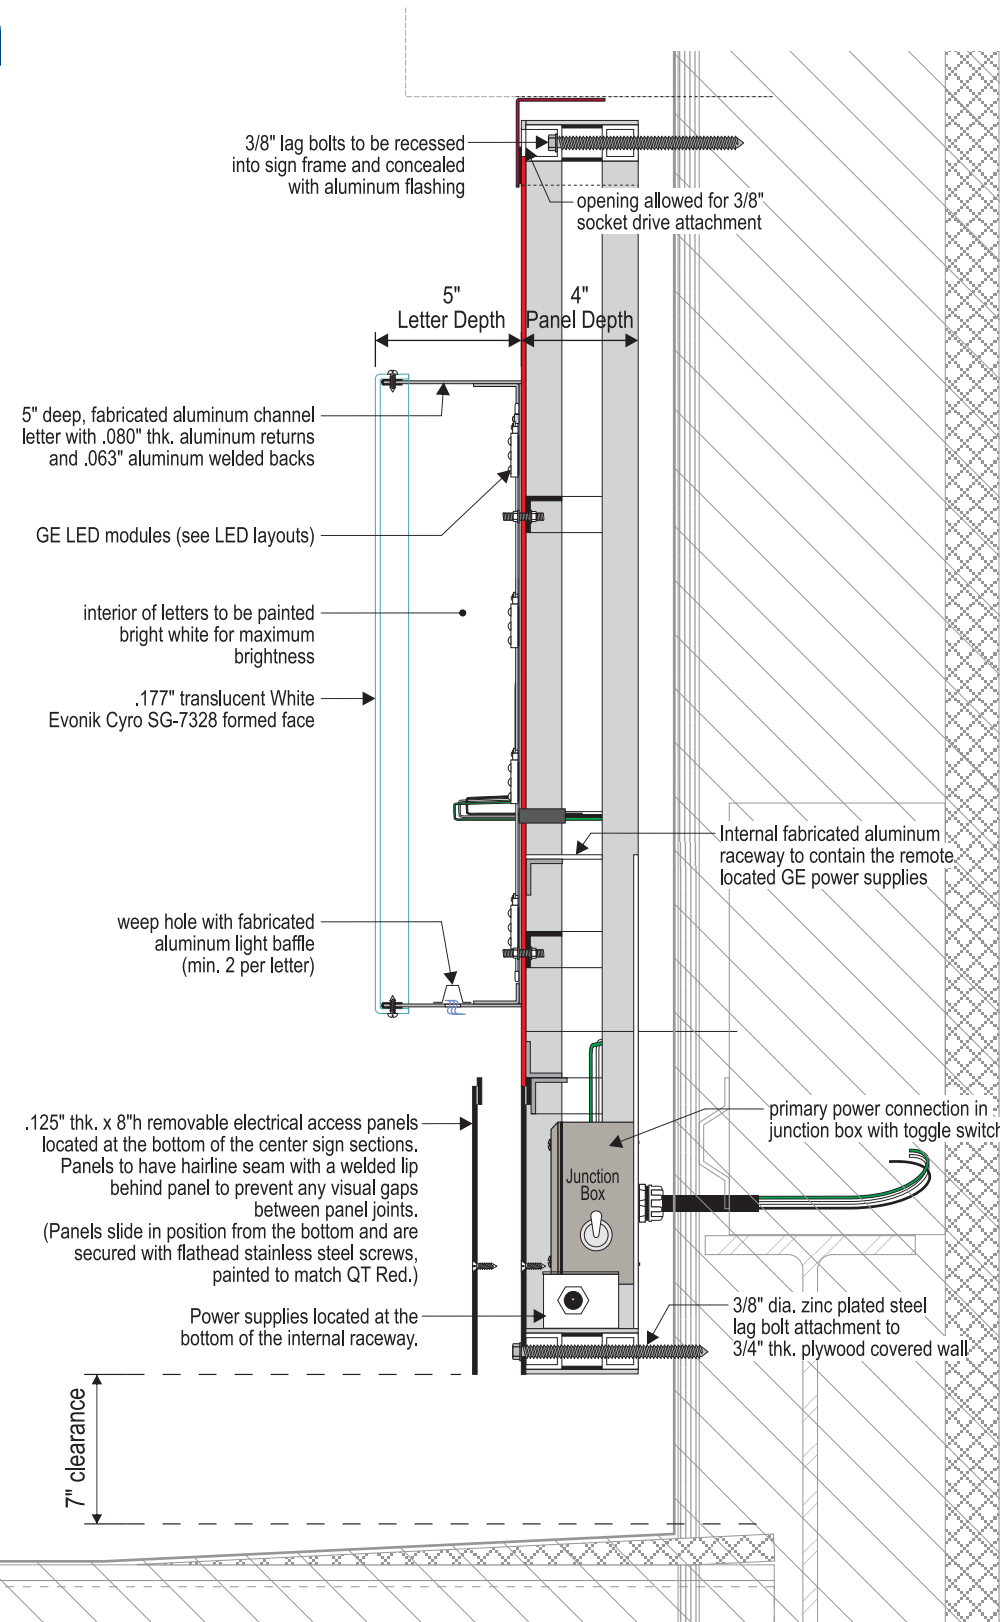 3/8" lag bolts to be recessed
into sign frame and concealed
with aluminum flashing
opening allowed for 3/8"
socket drive attachment
5"
Letter Depth
4"
Panel Depth
5" deep, fabricated aluminum channel
letter with .080" thk. aluminum returns
and .063" aluminum welded backs
GE LED modules (see LED layouts)
interior of letters to be painted
bright white for maximum
brightness
.177" translucent White
Evonik Cyro SG-7328 formed face
Internal fabricated aluminum
raceway to contain the remote
located GE power supplies
weep hole with fabricated
aluminum light baffle
(min. 2 per letter)
.125" thk. x 8"h removable electrical access panels
located at the bottom of the center sign sections.
Panels to have hairline seam with a welded lip
behind panel to prevent any visual gaps
between panel joints.
(Panels slide in position from the bottom and are
secured with flathead stainless steel screws,
painted to match QT Red.)
primary power connection in
junction box with toggle switch
Junction
Box
Power supplies located at the
bottom of the internal raceway.
3/8" dia. zinc plated steel
lag bolt attachment to
3/4" thk. plywood covered wall
7" clearance